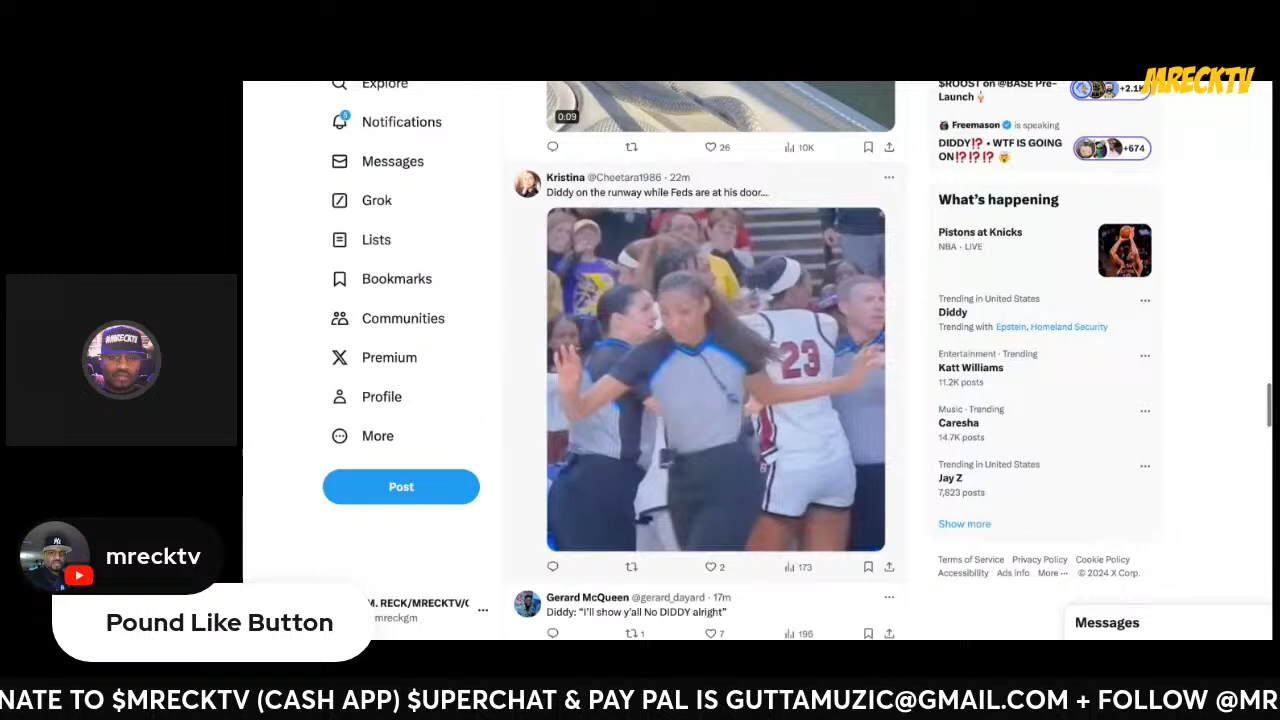 MRECKTV
Explore
5
Notifications
Messages
Grok
Lists
Bookmarks
Communities
Premium
Profile
More
Post
M. RECK/MRECKTV/
mreckgm
0:09
26
10K
Kristina @Cheetara1986 · 22m
Diddy on the runway while Feds are at his door...
23
2
173
Gerard McQueen @gerard_dayard · 17m
Diddy: “I’ll show y’all No DIDDY alright”
1
7
196
$ROOST on @BASE Pre-
Launch
Freemason is speaking
DIDDY⁉️ • WTF IS GOING
ON⁉️⁉️⁉️ 🤯
+674
What’s happening
Pistons at Knicks
NBA · LIVE
Trending in United States
Diddy
Trending with Epstein, Homeland Security
Entertainment · Trending
Katt Williams
11.2K posts
Music · Trending
Caresha
14.7K posts
Trending in United States
Jay Z
7,823 posts
Show more
Terms of Service Privacy Policy Cookie Policy
Accessibility Ads info More ··· © 2024 X Corp.
Messages
mrecktv
Pound Like Button
NATE TO $MRECKTV (CASH APP) $UPERCHAT & PAY PAL IS GUTTAMUZIC@GMAIL.COM + FOLLOW @MR